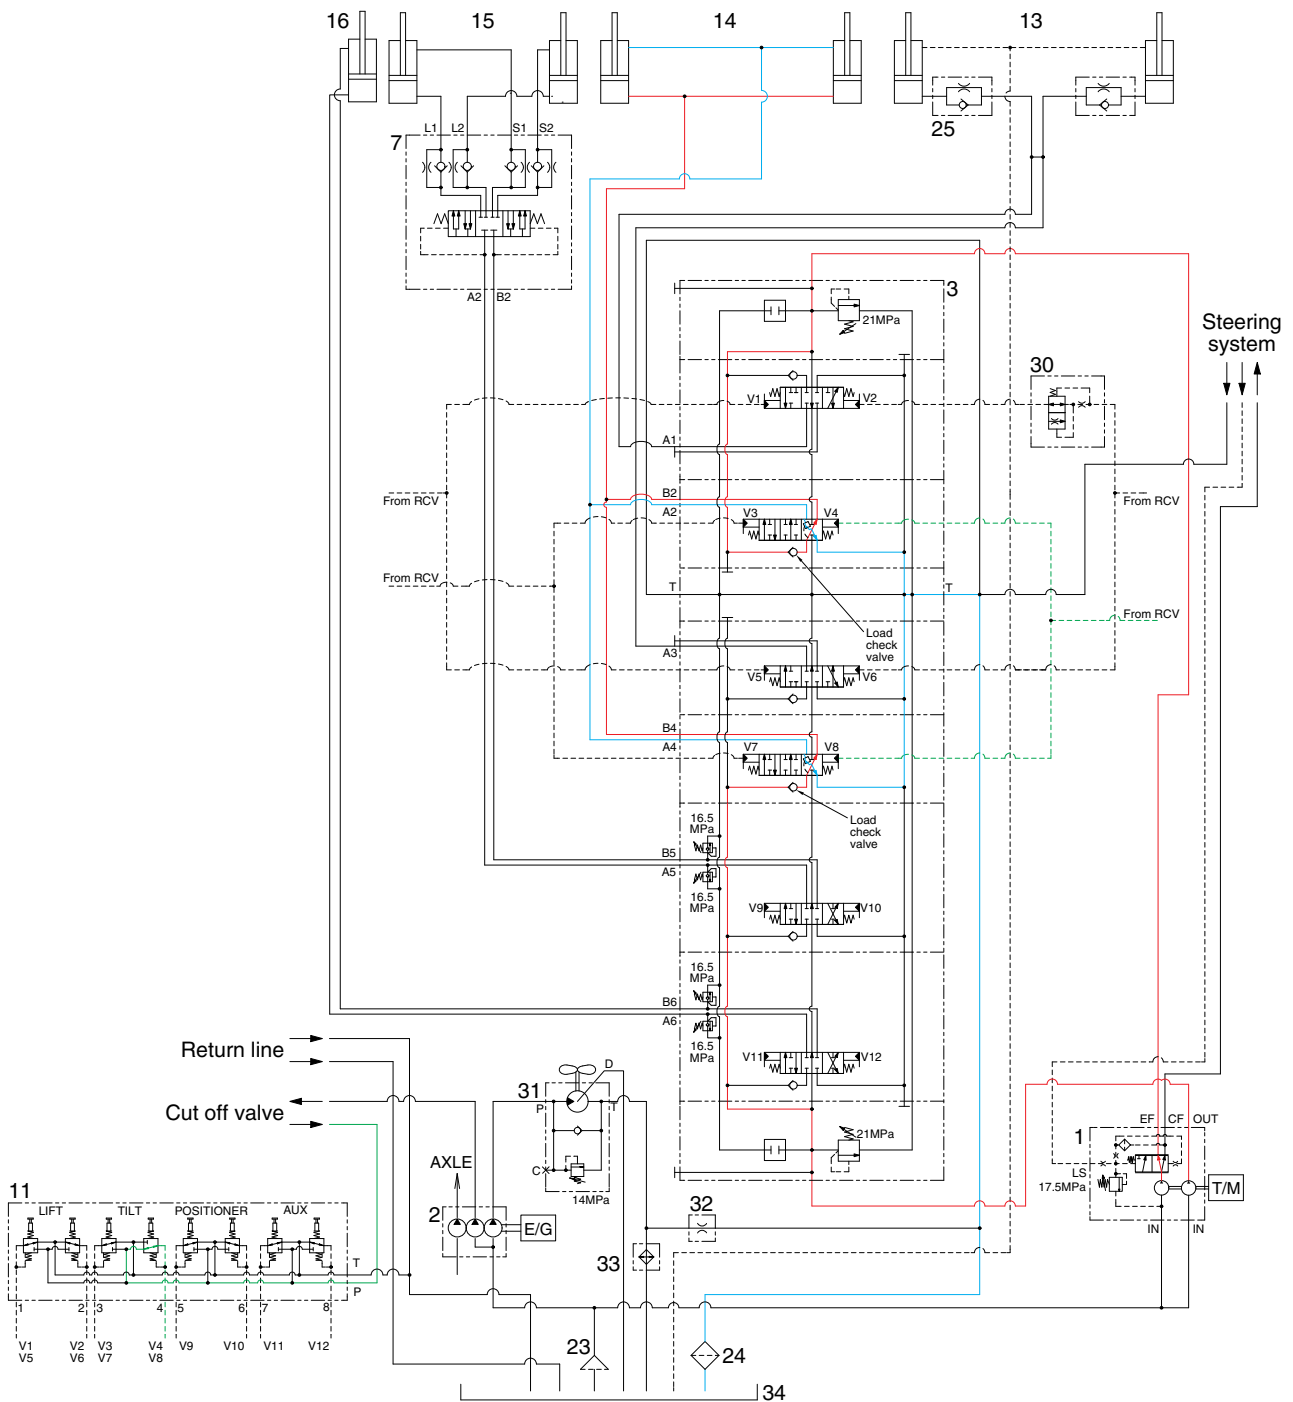 16
15
14
13
25
7
L1
L2
S1
S2
A2
B2
3
21MPa
Steering
system
30
V1
V2
A1
From RCV
From RCV
B2
A2
V3
V4
From RCV
T
T
From RCV
Load
check
valve
A3
V5
V6
B4
A4
V7
V8
Load
check
valve
16.5
MPa
B5
A5
16.5
MPa
V9
V10
16.5
MPa
B6
A6
16.5
MPa
V11
V12
Return line
Cut off valve
31
D
P
T
C
14MPa
21MPa
1
EF
CF
OUT
LS
17.5MPa
T/M
IN
IN
AXLE
2
E/G
32
33
11
LIFT
TILT
POSITIONER
AUX
T
P
1
2
3
4
5
6
7
8
V1
V5
V2
V6
V3
V7
V4
V8
V9
V10
V11
V12
23
24
34